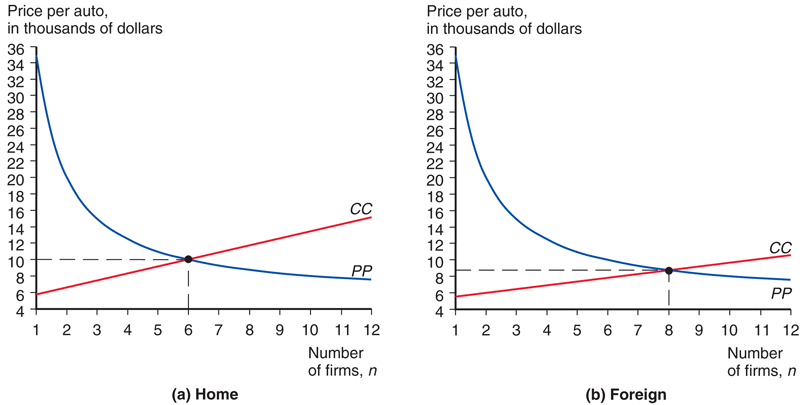 Price per auto,
in thousands of dollars
36
34
32
30
28
26
24
22
20
18
16
14
12
10
8
6
4
CC
PP
1 2 3 4 5 6 7 8 9 10 11 12
Number
of firms, n
(a) Home
Price per auto,
in thousands of dollars
36
34
32
30
28
26
24
22
20
18
16
14
12
10
8
6
4
CC
PP
1 2 3 4 5 6 7 8 9 10 11 12
Number
of firms, n
(b) Foreign